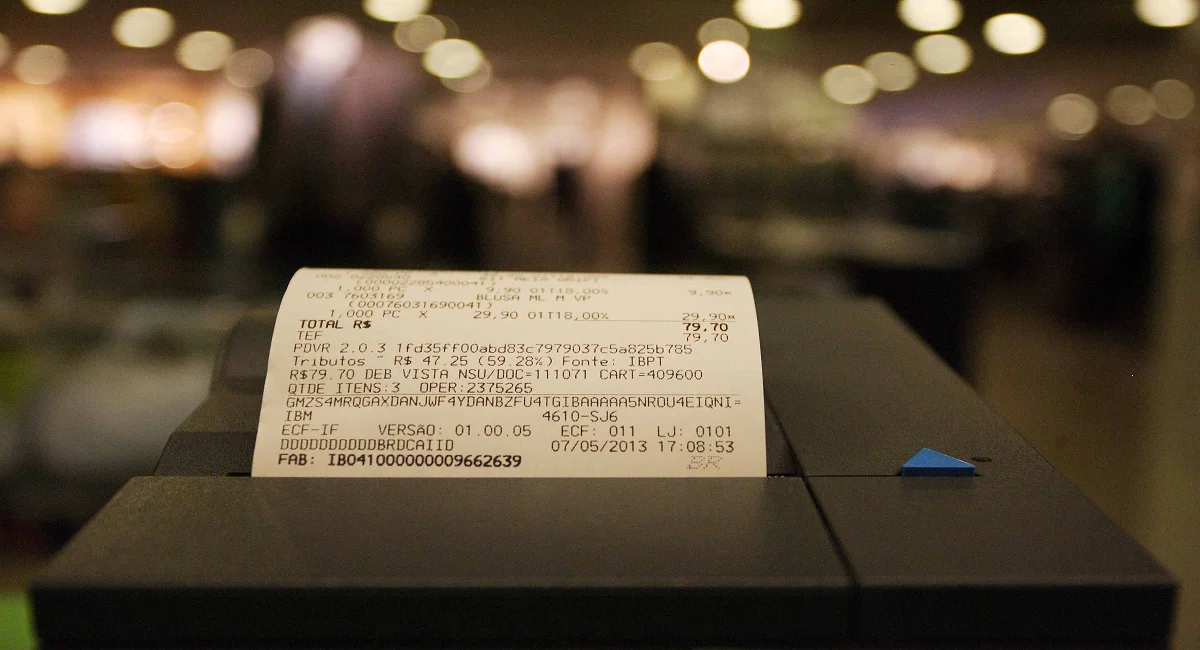 1,000 PC X 9,90 01T18,00% 9,90¤
003 7603169 BLUSA ML M VP
(00076031690041)
1,000 PC X 29,90 01T18,00% 29,90¤
TOTAL R$ 79,70
TEF 79,70
PDVR 2.0.3 1fd35ff00abd83c7979037c5a825b785
Tributos ~ R$ 47.25 (59.28%) Fonte: IBPT
R$79,70 DEB VISTA NSU/DOC=111071 CART=409600
QTDE ITENS:3 OPER:2375265
GMZS4MRQGAXDANJWF4YDANBZFU4TGIBAAAAA5NROU4EIQNI=
IBM 4610-SJ6
ECF-IF VERSÃO: 01.00.05 ECF: 011 LJ: 0101
DDDDDDDDDDBRDCAIID 07/05/2013 17:08:53
FAB: IB041000000009662639
BR